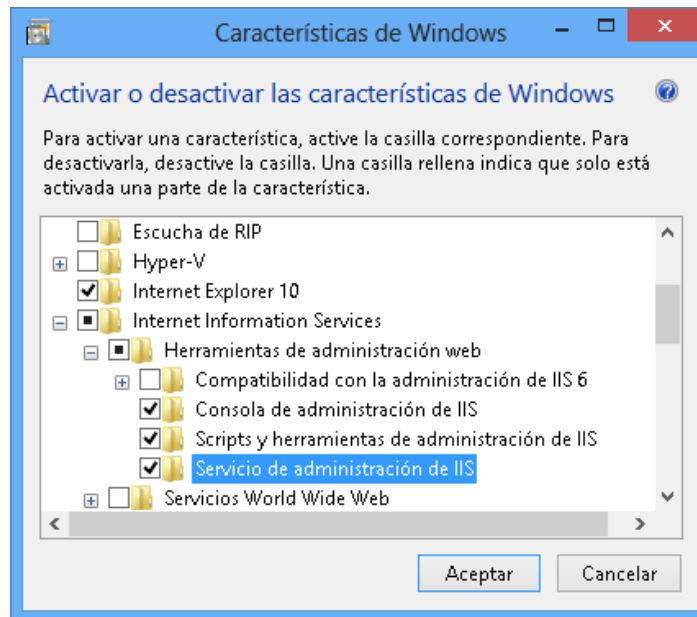 Características de Windows
Activar o desactivar las características de Windows
Para activar una característica, active la casilla correspondiente. Para
desactivarla, desactive la casilla. Una casilla rellena indica que solo está
activada una parte de la característica.
Escucha de RIP
Hyper-V
Internet Explorer 10
Internet Information Services
Herramientas de administración web
Compatibilidad con la administración de IIS 6
Consola de administración de IIS
Scripts y herramientas de administración de IIS
Servicio de administración de IIS
Servicios World Wide Web
Aceptar
Cancelar